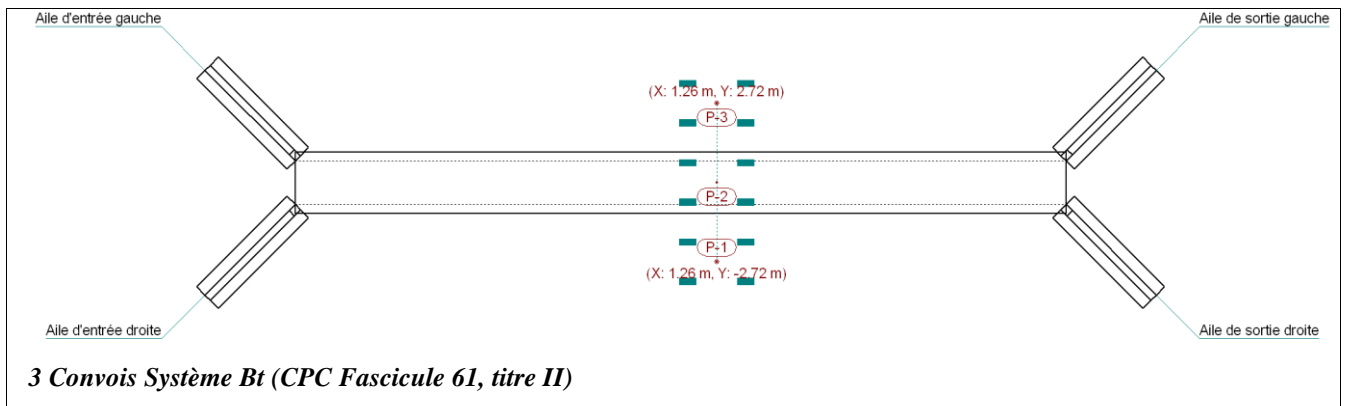 Aile d'entrée gauche
Aile de sortie gauche
(X: 1.26 m, Y: 2.72 m)
P-3
P-2
P-1
(X: 1.26 m, Y: -2.72 m)
Aile d'entrée droite
Aile de sortie droite
3 Convois Système Bt (CPC Fascicule 61, titre II)